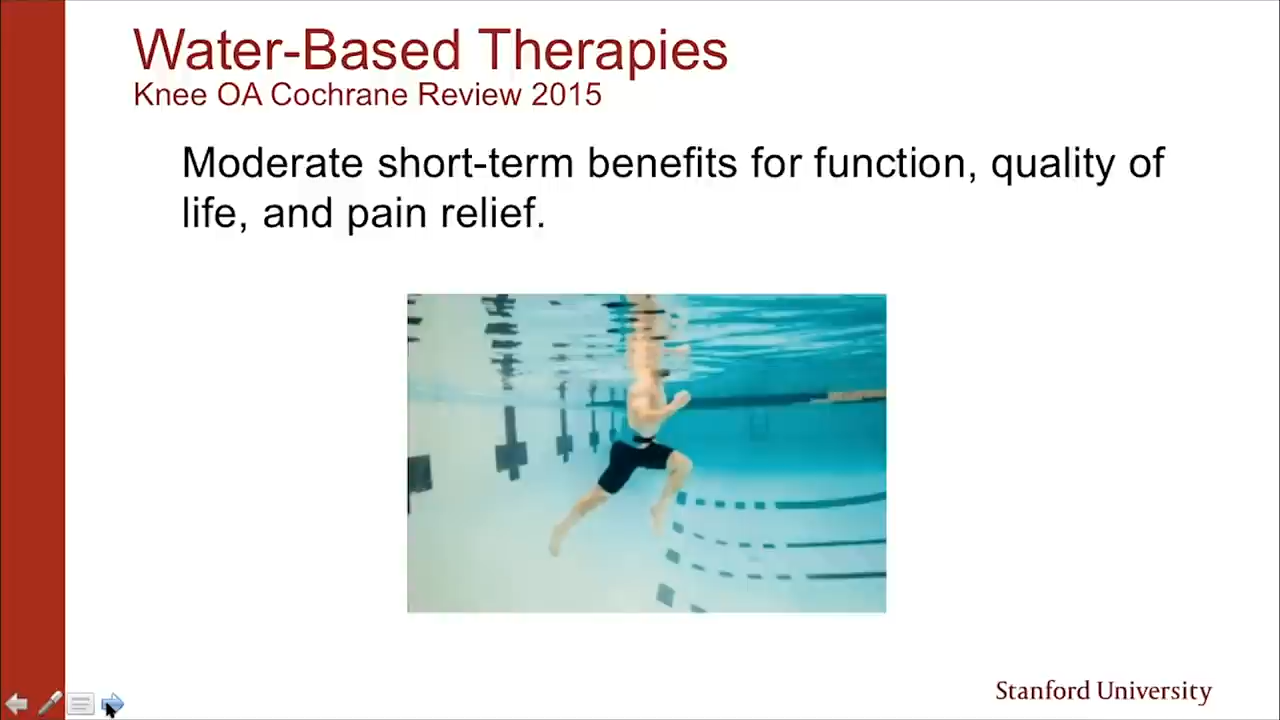 Water-Based Therapies
Knee OA Cochrane Review 2015
Moderate short-term benefits for function, quality of
life, and pain relief.
Stanford University